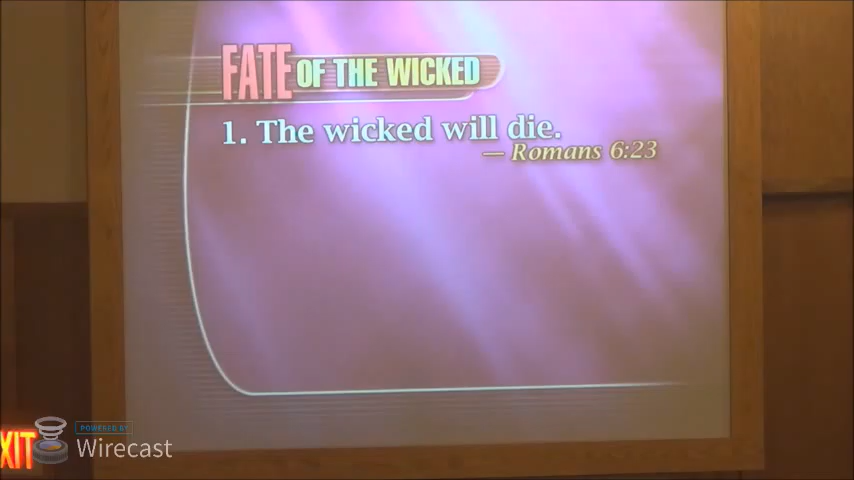 FATE OF THE WICKED
1. The wicked will die.
— Romans 6:23
XIT
POWERED BY
Wirecast